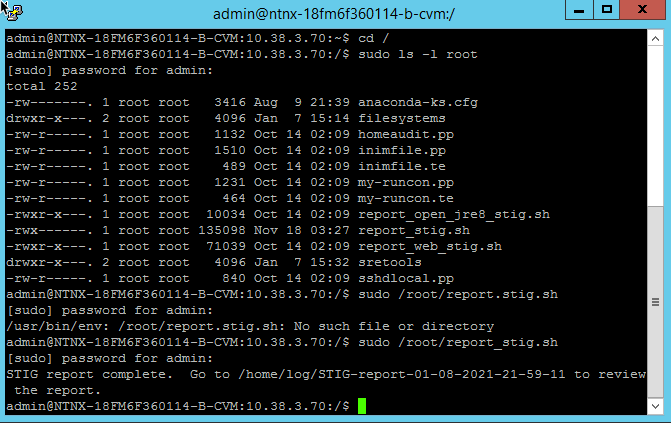 admin@ntnx-18fm6f360114-b-cvm:/
admin@NTNX-18FM6F360114-B-CVM:10.38.3.70:~$ cd /
admin@NTNX-18FM6F360114-B-CVM:10.38.3.70:/$ sudo ls -l root
[sudo] password for admin:
total 252
-rw-------. 1 root root   3416 Aug  9 21:39 anaconda-ks.cfg
drwxr-x---. 2 root root   4096 Jan  7 15:14 filesystems
-rw-r-----. 1 root root   1132 Oct 14 02:09 homeaudit.pp
-rw-r-----. 1 root root   1510 Oct 14 02:09 inimfile.pp
-rw-r-----. 1 root root    489 Oct 14 02:09 inimfile.te
-rw-r-----. 1 root root   1231 Oct 14 02:09 my-runcon.pp
-rw-r-----. 1 root root    464 Oct 14 02:09 my-runcon.te
-rwxr-x---. 1 root root  10034 Oct 14 02:09 report_open_jre8_stig.sh
-rwx------. 1 root root 135098 Nov 18 03:27 report_stig.sh
-rwxr-x---. 1 root root  71039 Oct 14 02:09 report_web_stig.sh
drwxr-x---. 2 root root   4096 Jan  7 15:32 sretools
-rw-r-----. 1 root root    840 Oct 14 02:09 sshdlocal.pp
admin@NTNX-18FM6F360114-B-CVM:10.38.3.70:/$ sudo /root/report.stig.sh
[sudo] password for admin:
/usr/bin/env: /root/report.stig.sh: No such file or directory
admin@NTNX-18FM6F360114-B-CVM:10.38.3.70:/$ sudo /root/report_stig.sh
[sudo] password for admin:
STIG report complete.  Go to /home/log/STIG-report-01-08-2021-21-59-11 to review
 the report.
admin@NTNX-18FM6F360114-B-CVM:10.38.3.70:/$